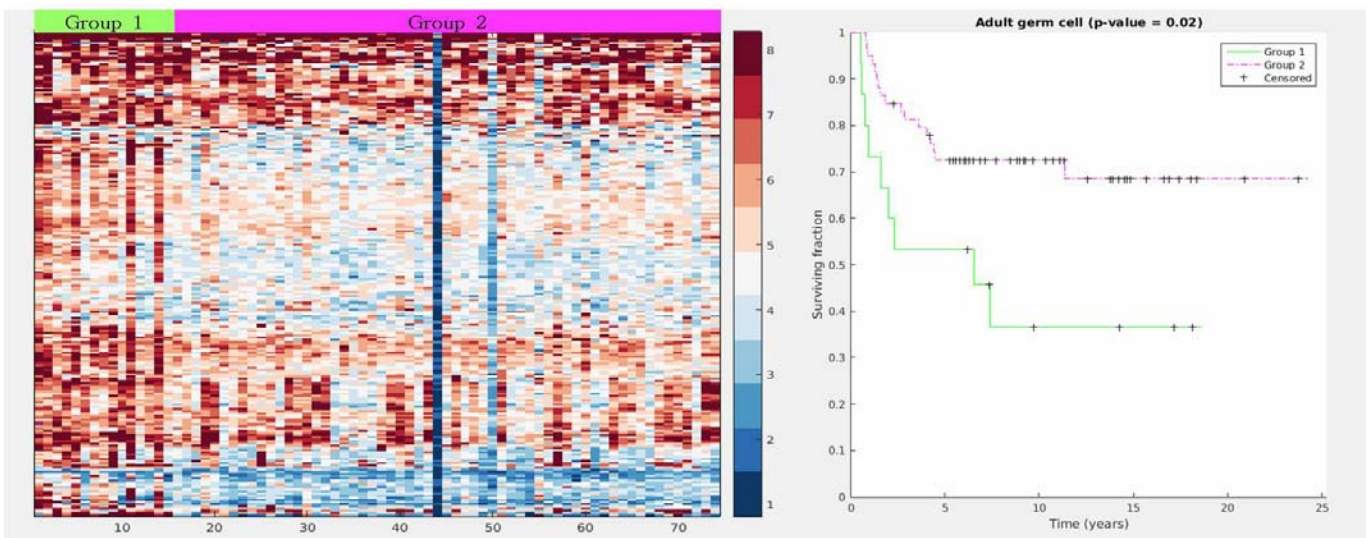 Group 1 Group 2
8
7
6
5
4
3
2
1
10 20 30 40 50 60 70
Adult germ cell (p-value = 0.02)
Group 1
Group 2
Censored
Surviving fraction
1
0.9
0.8
0.7
0.6
0.5
0.4
0.3
0.2
0.1
0
0 5 10 15 20 25
Time (years)